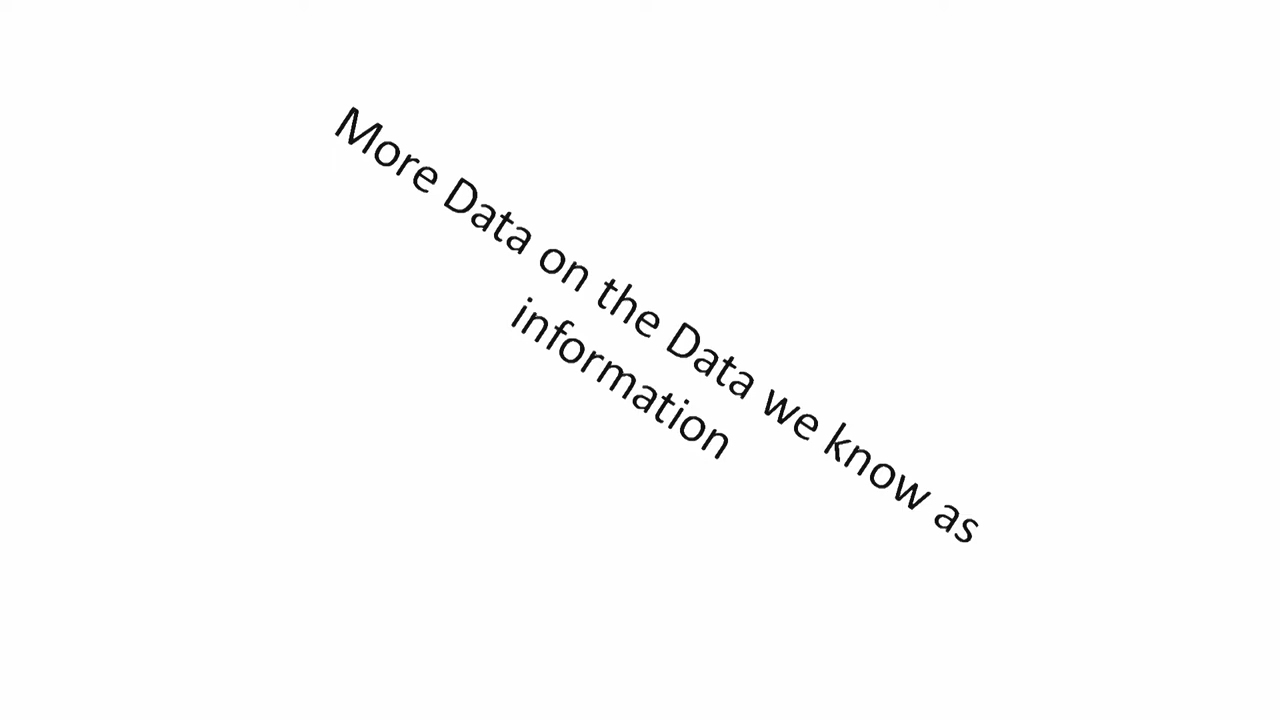 More Data on the Data we know as
information